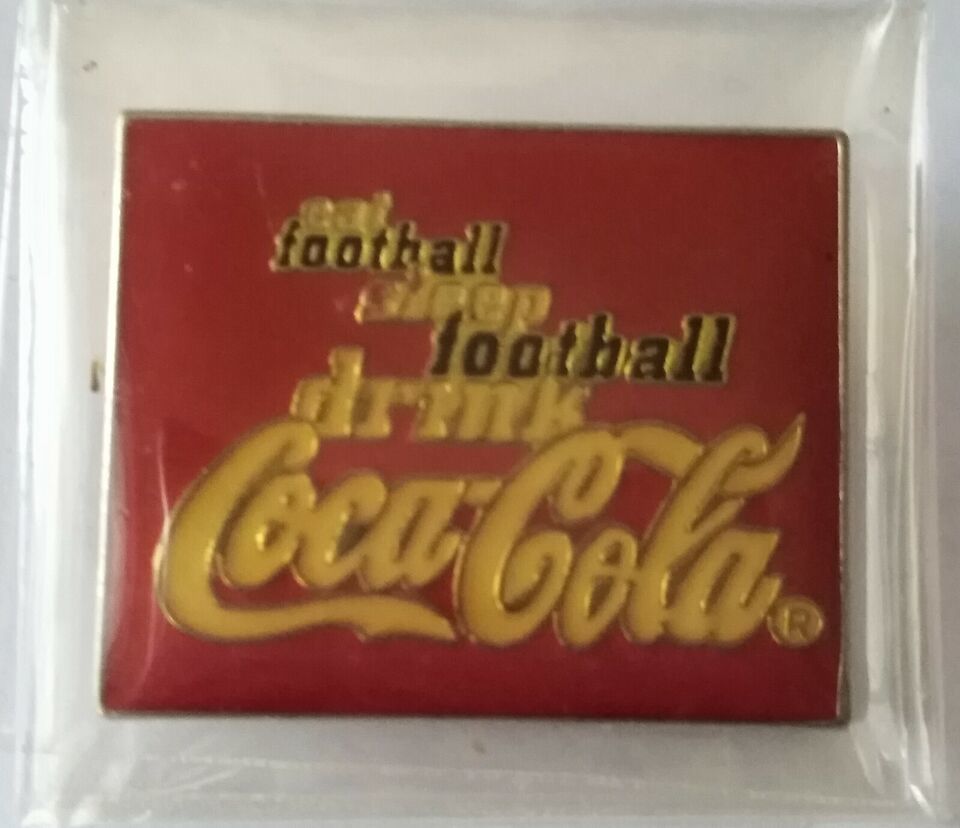 eat
football
sleep
football
drink
Coca-Cola®